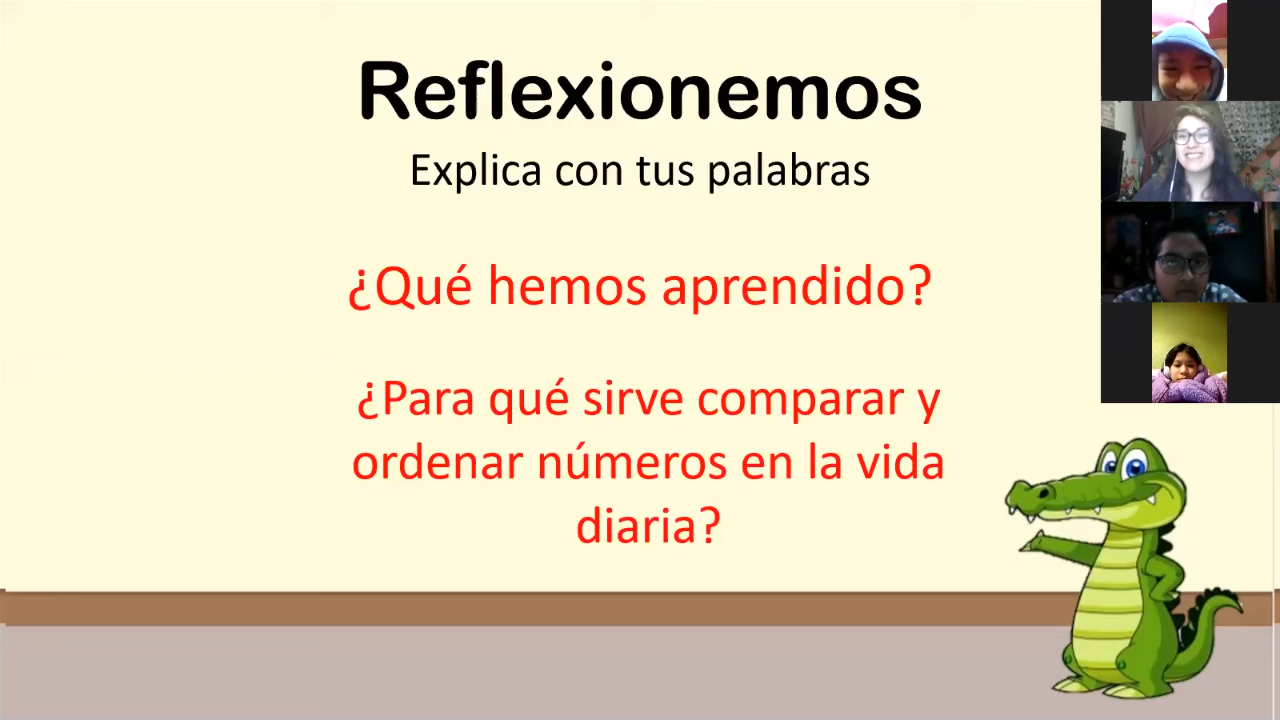 Reflexionemos
Explica con tus palabras
¿Qué hemos aprendido?
¿Para qué sirve comparar y
ordenar números en la vida
diaria?